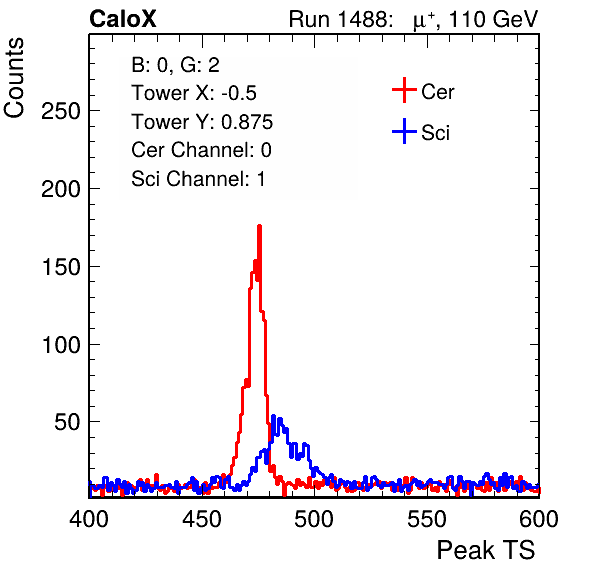 CaloX Run 1488: μ⁺, 110 GeV
B: 0, G: 2
Tower X: -0.5
Tower Y: 0.875
Cer Channel: 0
Sci Channel: 1
Cer
Sci
Counts
250
200
150
100
50
400 450 500 550 600
Peak TS